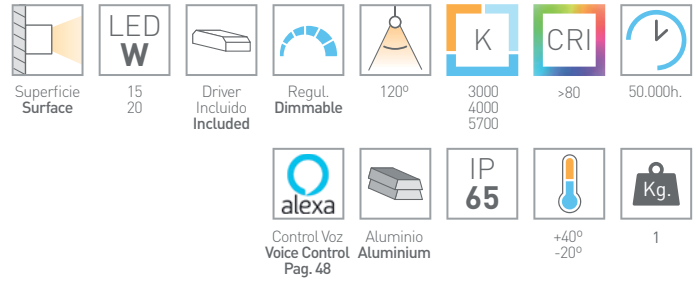 LED
W
K
CRI
Superficie
Surface
15
20
Driver
Incluido
Included
Regul.
Dimmable
120º
3000
4000
5700
>80
50.000h.
alexa
IP
65
Kg.
Control Voz
Voice Control
Pag. 48
Aluminio
Aluminium
+40º
-20º
1